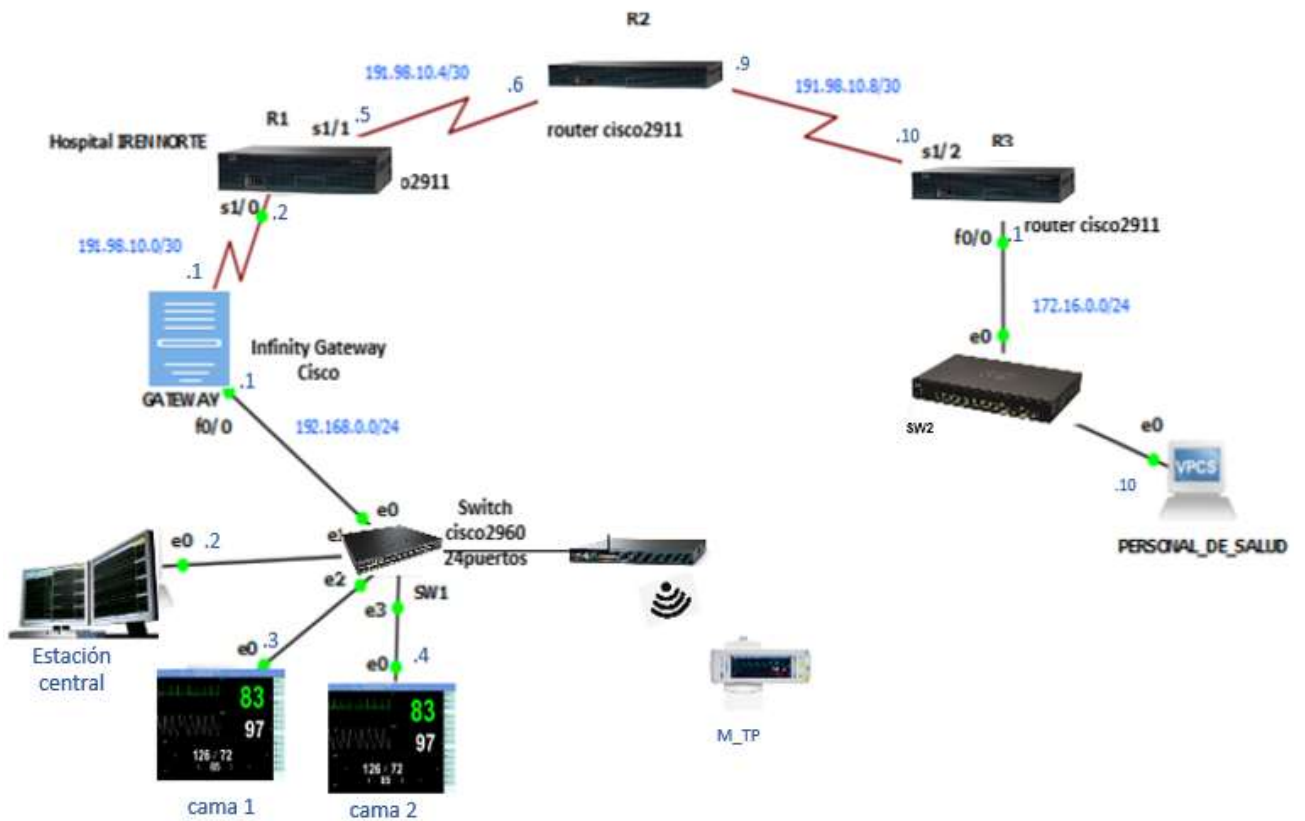 R2
.9
191.98.10.4/30
.6
191.98.10.8/30
.5
R1
s1/1
router cisco2911
.10
s1/2
R3
Hospital IREN NORTE
co2911
s1/0
.2
router cisco2911
f0/0
.1
191.98.10.0/30
.1
172.16.0.0/24
e0
Infinity Gateway
Cisco
.1
GATEWAY
f0/0
192.168.0.0/24
SW2
e0
VPCS
.10
PERSONAL_DE_SALUD
Switch
cisco2960
24puertos
e0
e1
e0
.2
e2
SW1
e3
Estación
central
e0
.3
e0
.4
83
97
126 / 72
83
97
126 / 72
M_TP
cama 1
cama 2